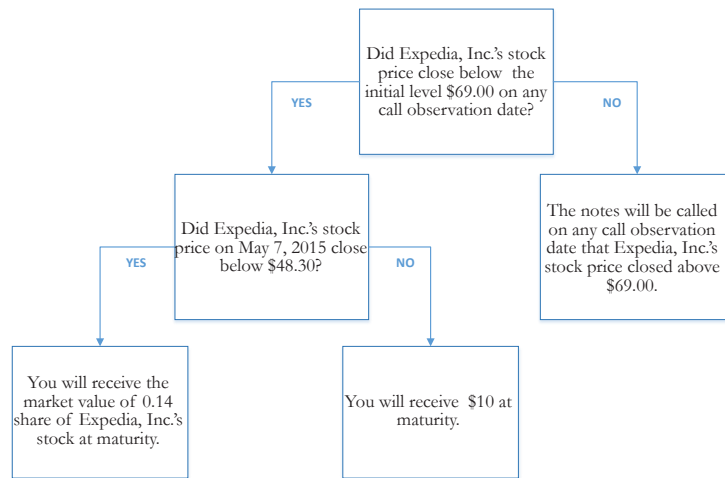 Did Expedia, Inc.'s stock
price close below the
initial level $69.00 on any
call observation date?
YES
NO
Did Expedia, Inc.'s stock
price on May 7, 2015 close
below $48.30?
The notes will be called
on any call observation
date that Expedia, Inc.'s
stock price closed above
$69.00.
YES
NO
You will receive the
market value of 0.14
share of Expedia, Inc.'s
stock at maturity.
You will receive $10 at
maturity.